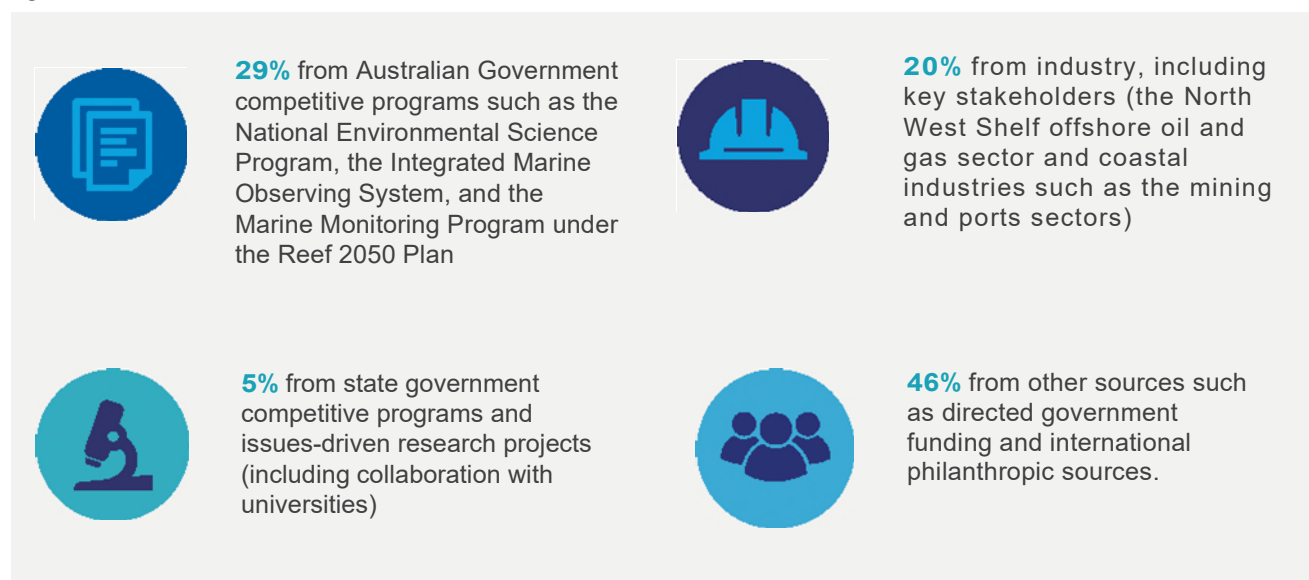 29% from Australian Government
competitive programs such as the
National Environmental Science
Program, the Integrated Marine
Observing System, and the
Marine Monitoring Program under
the Reef 2050 Plan
20% from industry, including
key stakeholders (the North
West Shelf offshore oil and
gas sector and coastal
industries such as the mining
and ports sectors)
5% from state government
competitive programs and
issues-driven research projects
(including collaboration with
universities)
46% from other sources such
as directed government
funding and international
philanthropic sources.